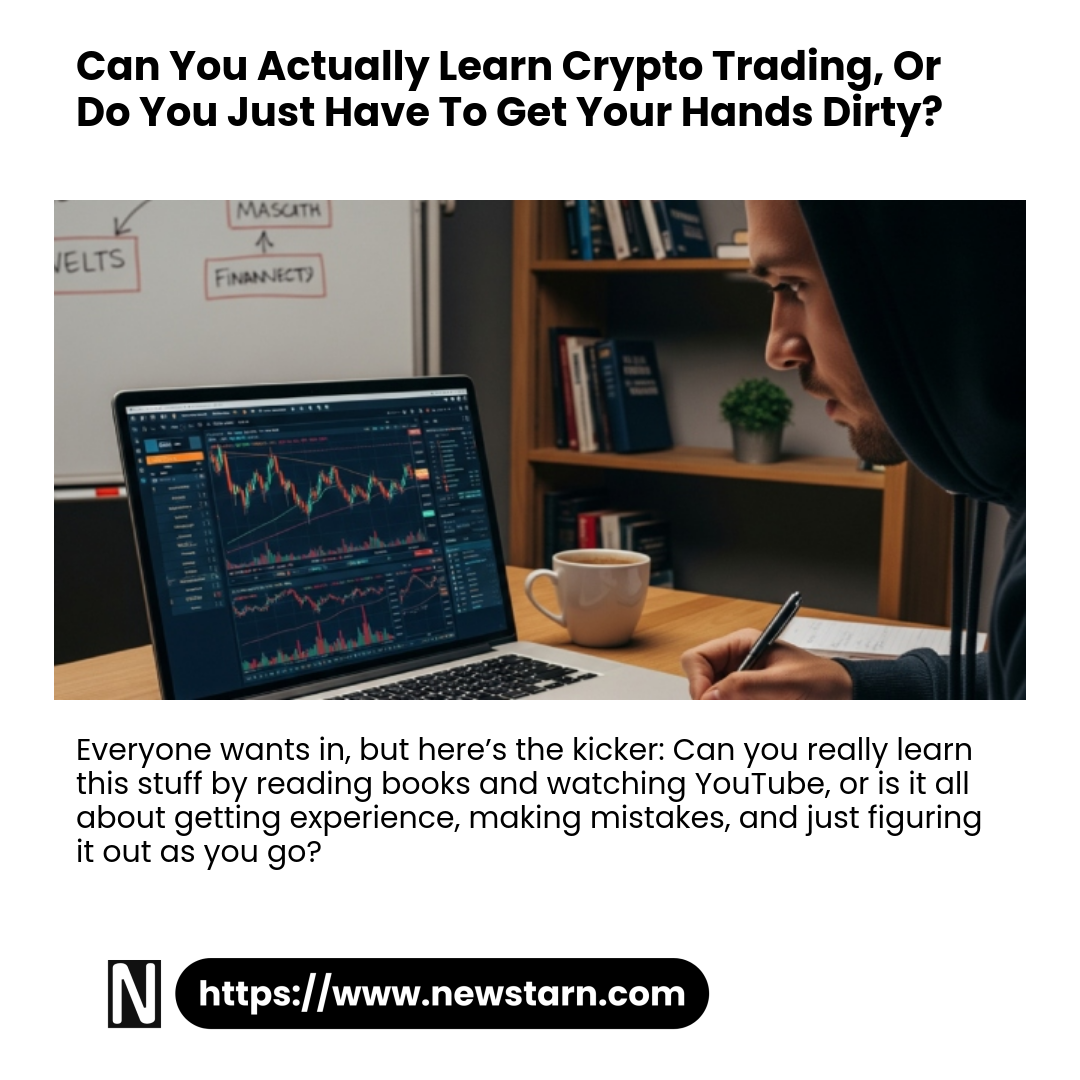 Can You Actually Learn Crypto Trading, Or
Do You Just Have To Get Your Hands Dirty?
MASCITH
VELTS
FINANNECTY
Everyone wants in, but here’s the kicker: Can you really learn
this stuff by reading books and watching YouTube, or is it all
about getting experience, making mistakes, and just figuring
it out as you go?
N
https://www.newstarn.com